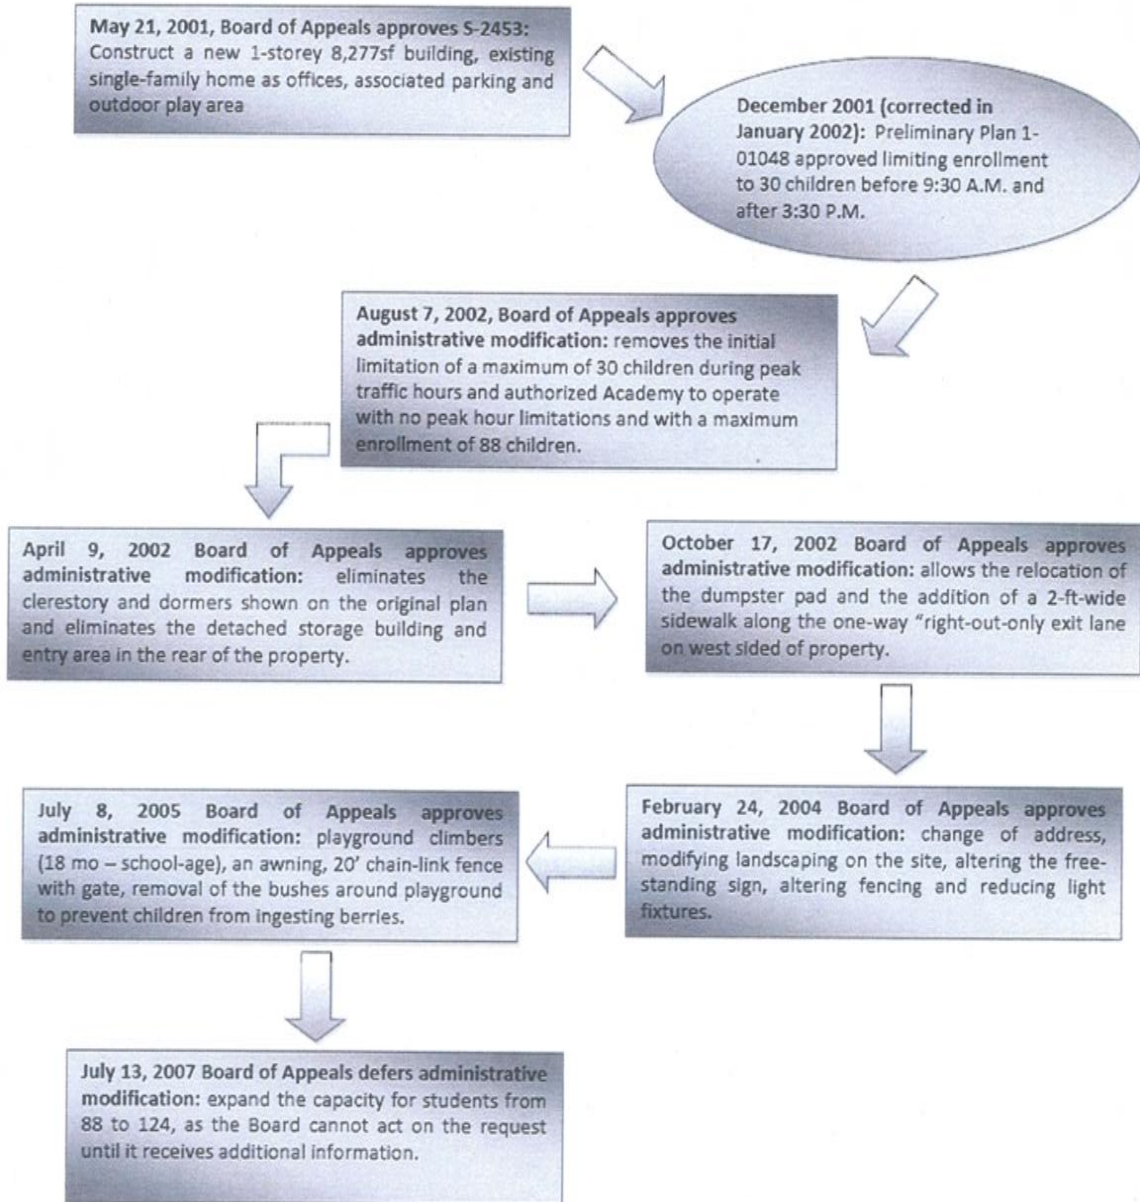 May 21, 2001, Board of Appeals approves S-2453:
Construct a new 1-storey 8,277sf building, existing
single-family home as offices, associated parking and
outdoor play area
December 2001 (corrected in
January 2002): Preliminary Plan 1-
01048 approved limiting enrollment
to 30 children before 9:30 A.M. and
after 3:30 P.M.
August 7, 2002, Board of Appeals approves
administrative modification: removes the initial
limitation of a maximum of 30 children during peak
traffic hours and authorized Academy to operate
with no peak hour limitations and with a maximum
enrollment of 88 children.
April 9, 2002 Board of Appeals approves
administrative modification: eliminates the
clerestory and dormers shown on the original plan
and eliminates the detached storage building and
entry area in the rear of the property.
October 17, 2002 Board of Appeals approves
administrative modification: allows the relocation of
the dumpster pad and the addition of a 2-ft-wide
sidewalk along the one-way "right-out-only exit lane
on west sided of property.
February 24, 2004 Board of Appeals approves
administrative modification: change of address,
modifying landscaping on the site, altering the free-
standing sign, altering fencing and reducing light
fixtures.
July 8, 2005 Board of Appeals approves
administrative modification: playground climbers
(18 mo – school-age), an awning, 20' chain-link fence
with gate, removal of the bushes around playground
to prevent children from ingesting berries.
July 13, 2007 Board of Appeals defers administrative
modification: expand the capacity for students from
88 to 124, as the Board cannot act on the request
until it receives additional information.